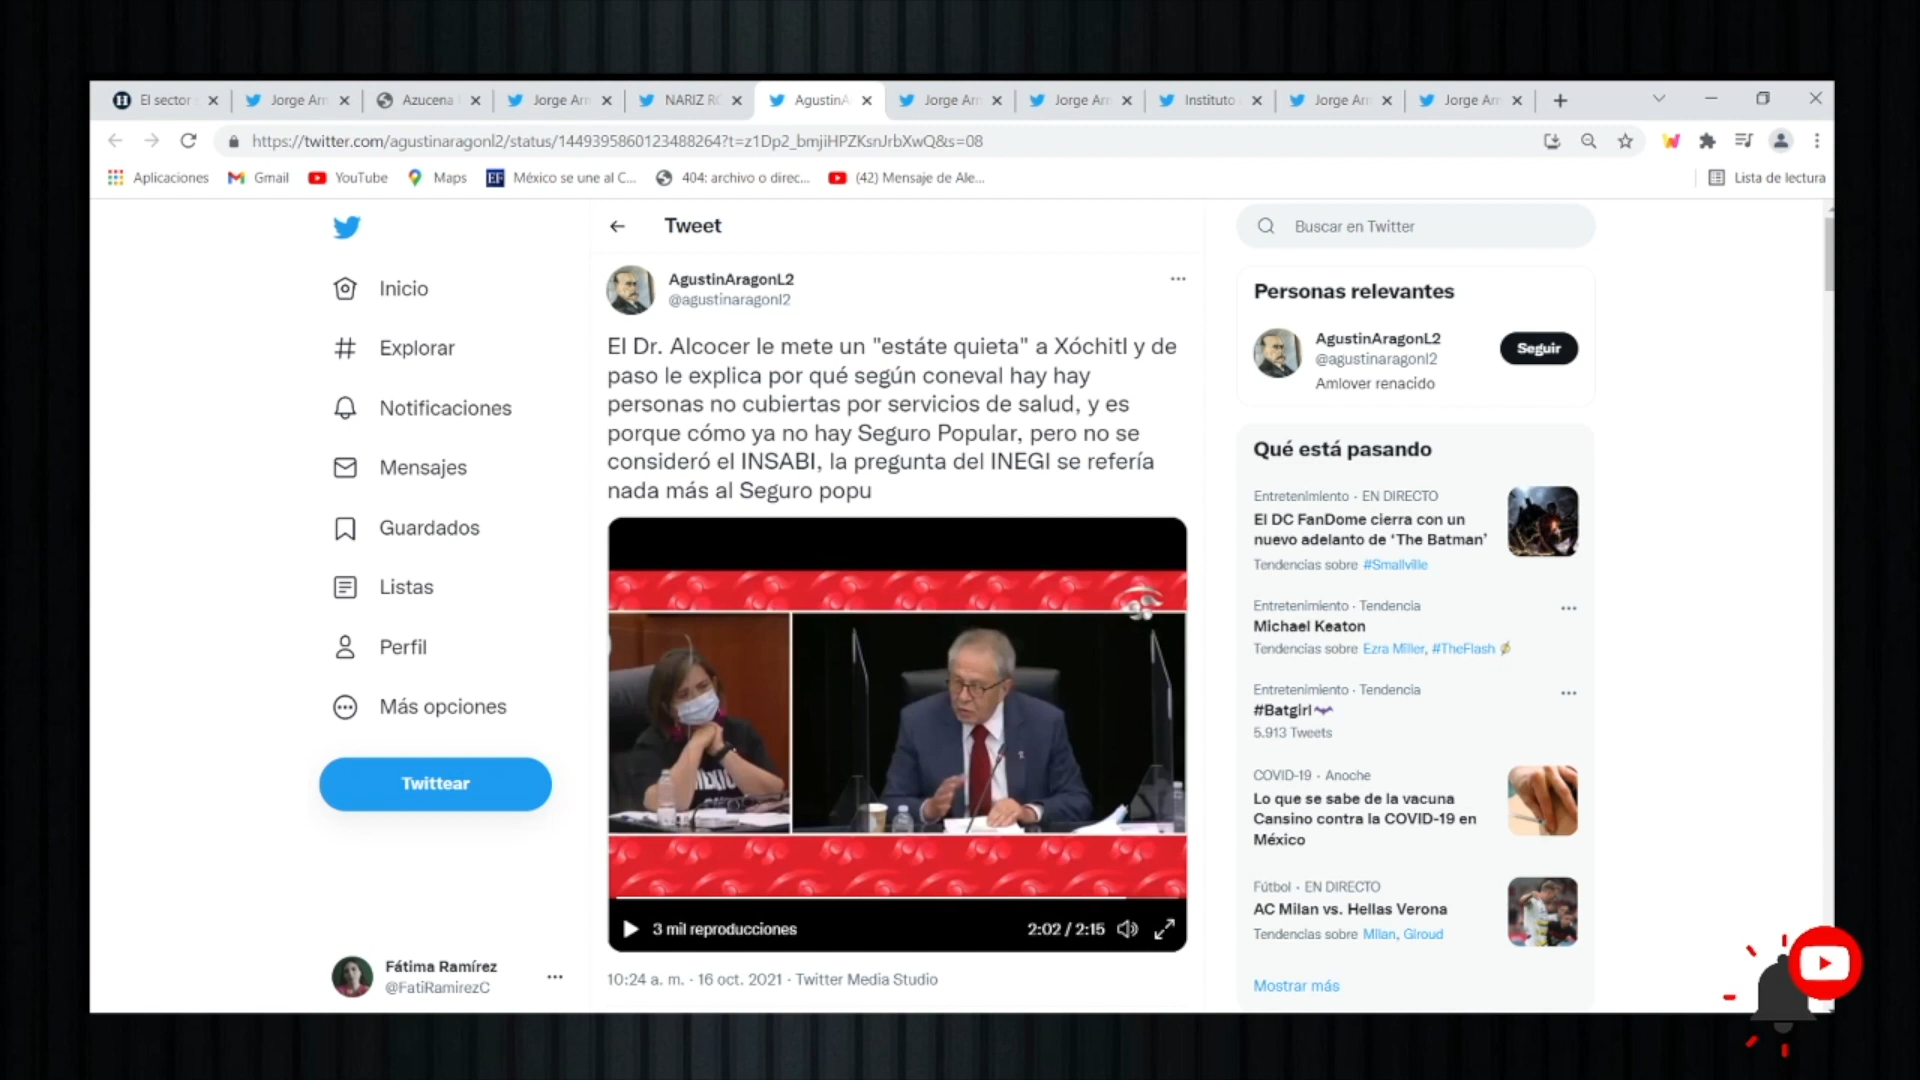 El sector
Jorge Arm
Azucena
Jorge Arm
NARIZ RO
AgustinA
Jorge Arm
Jorge Arm
Instituto
Jorge Arm
Jorge Arm
https://twitter.com/agustinaragonl2/status/1449395860123488264?t=z1Dp2_bmjiHPZKsnJrbXwQ&s=08
Aplicaciones
Gmail
YouTube
Maps
EF
México se une al C...
404: archivo o direc...
(42) Mensaje de Ale...
Lista de lectura
Inicio
Explorar
Notificaciones
Mensajes
Guardados
Listas
Perfil
Más opciones
Twittear
Fátima Ramírez
@FatiRamirezC
Tweet
AgustinAragonL2
@agustinaragonl2
El Dr. Alcocer le mete un "estáte quieta" a Xóchitl y de
paso le explica por qué según coneval hay hay
personas no cubiertas por servicios de salud, y es
porque cómo ya no hay Seguro Popular, pero no se
consideró el INSABI, la pregunta del INEGI se refería
nada más al Seguro popu
3 mil reproducciones
2:02 / 2:15
10:24 a. m. · 16 oct. 2021 · Twitter Media Studio
Buscar en Twitter
Personas relevantes
AgustinAragonL2
@agustinaragonl2
Amlover renacido
Seguir
Qué está pasando
Entretenimiento · EN DIRECTO
El DC FanDome cierra con un
nuevo adelanto de ‘The Batman’
Tendencias sobre #Smallville
Entretenimiento · Tendencia
Michael Keaton
Tendencias sobre Ezra Miller, #TheFlash
Entretenimiento · Tendencia
#Batgirl
5.913 Tweets
COVID-19 · Anoche
Lo que se sabe de la vacuna
Cansino contra la COVID-19 en
México
Fútbol · EN DIRECTO
AC Milan vs. Hellas Verona
Tendencias sobre Milan, Giroud
Mostrar más